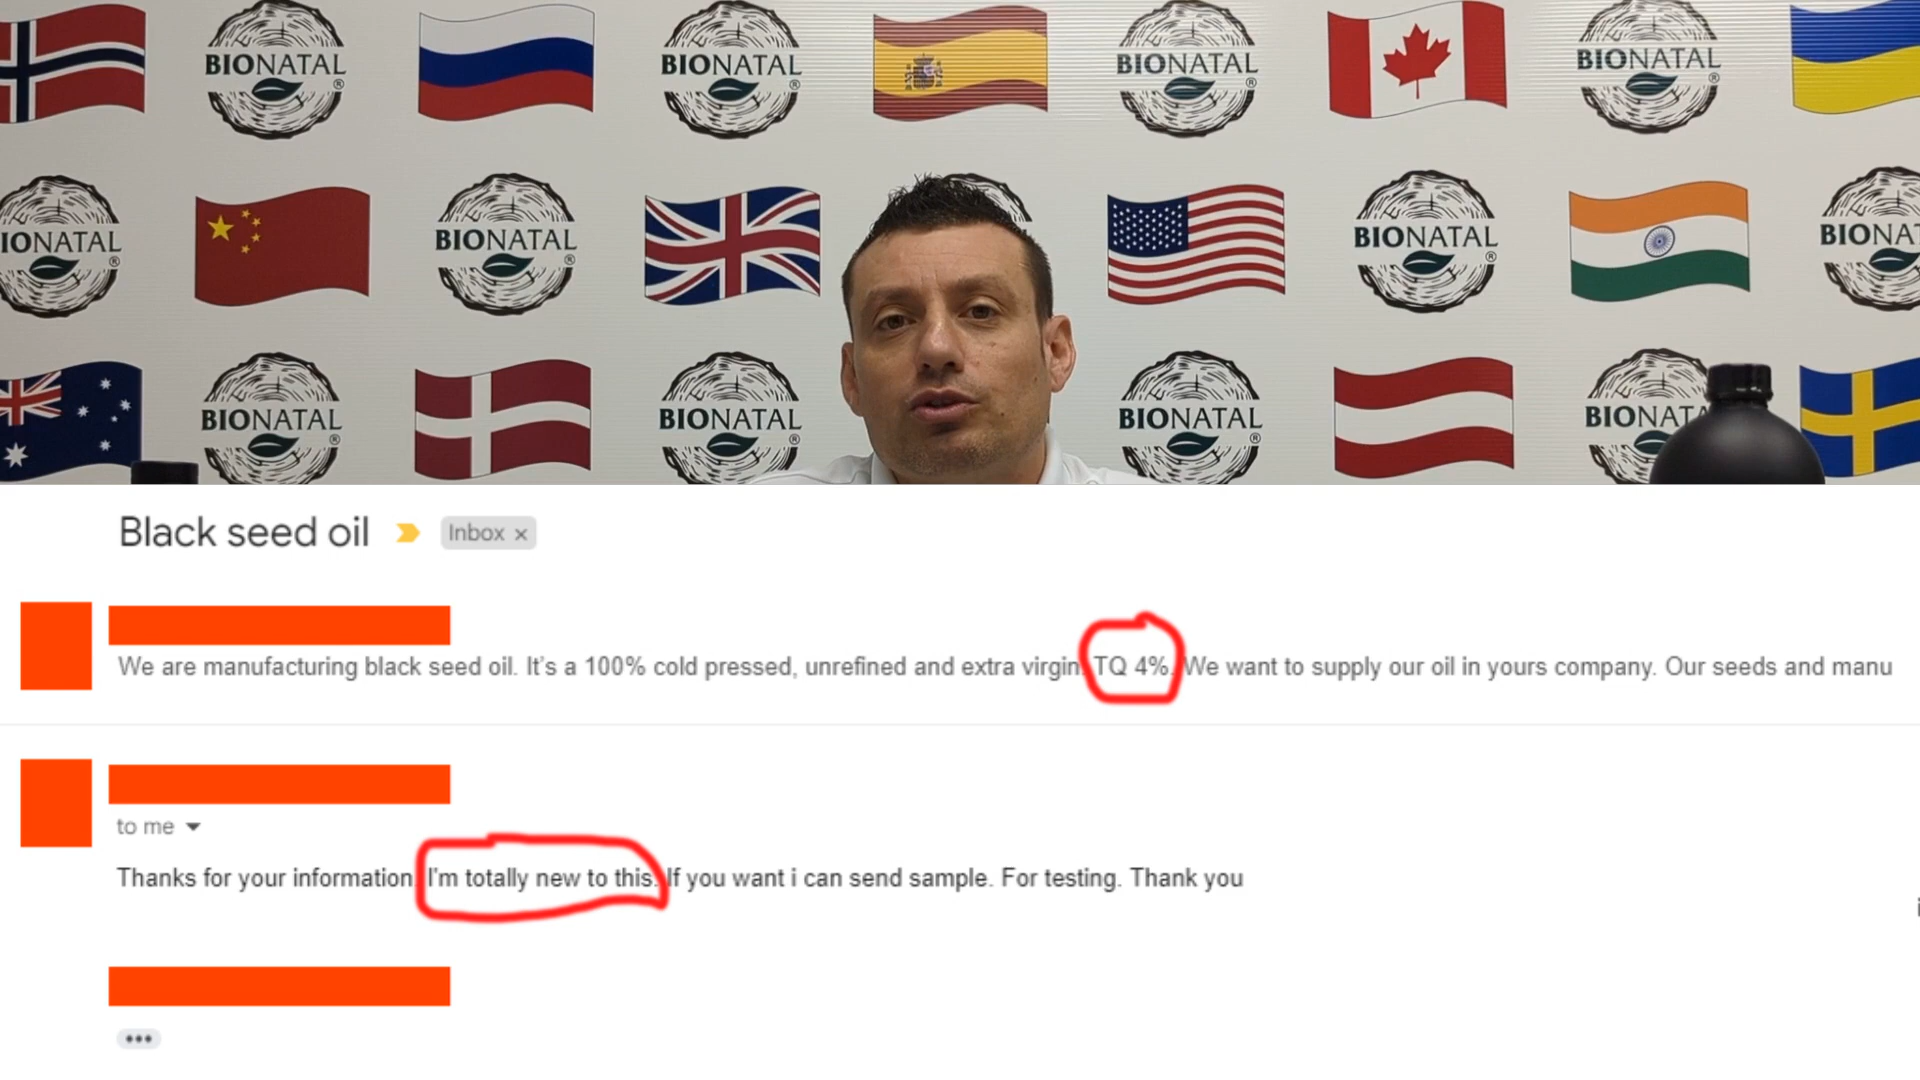 BIONATAL ®
BIONATAL ®
BIONATAL ®
BIONATAL ®
IONATAL ®
BIONATAL ®
BIONATAL ®
BIONA
BIONATAL ®
BIONATAL ®
BIONATAL ®
BIONATA
Black seed oil Inbox ×
We are manufacturing black seed oil. It's a 100% cold pressed, unrefined and extra virgin. TQ 4%. We want to supply our oil in yours company. Our seeds and manu
to me
Thanks for your information. I'm totally new to this. If you want i can send sample. For testing. Thank you